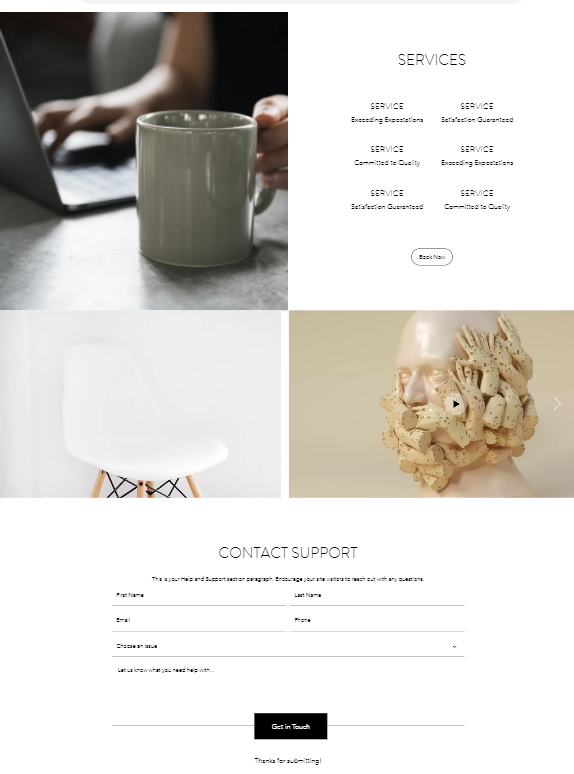 SERVICES
SERVICE
Exceeding Expectations
SERVICE
Satisfaction Guaranteed
SERVICE
Committed to Quality
SERVICE
Exceeding Expectations
SERVICE
Satisfaction Guaranteed
SERVICE
Committed to Quality
Book Now
CONTACT SUPPORT
This is your Help and Support section paragraph. Encourage your site visitors to reach out with any questions.
First Name
Last Name
Email
Phone
Choose an issue
Let us know what you need help with...
Get in Touch
Thanks for submitting!